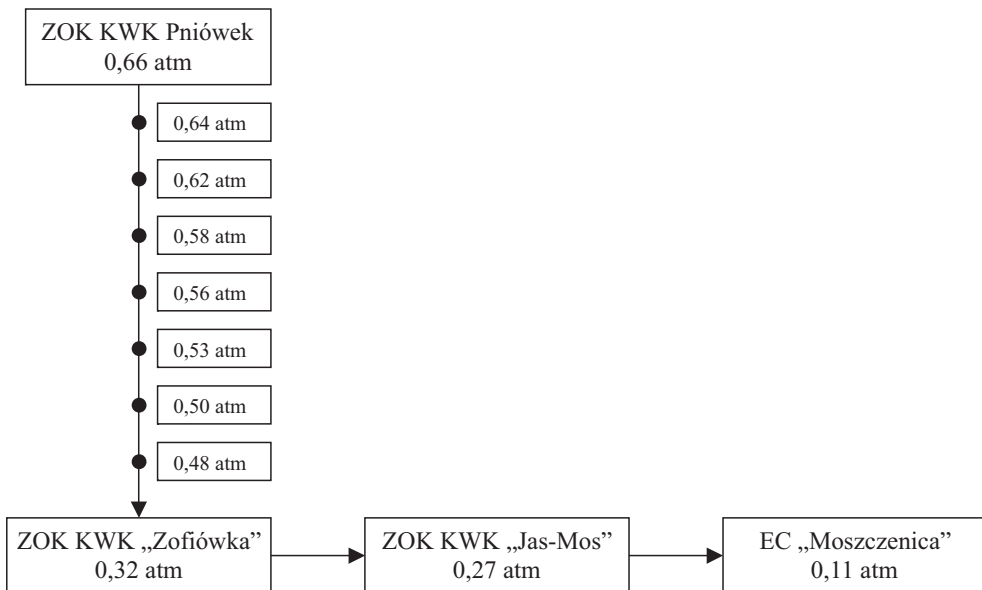 ZOK KWK Pniówek
0,66 atm
0,64 atm
0,62 atm
0,58 atm
0,56 atm
0,53 atm
0,50 atm
0,48 atm
ZOK KWK „Zofiówka”
0,32 atm
ZOK KWK „Jas-Mos”
0,27 atm
EC „Moszczenica”
0,11 atm